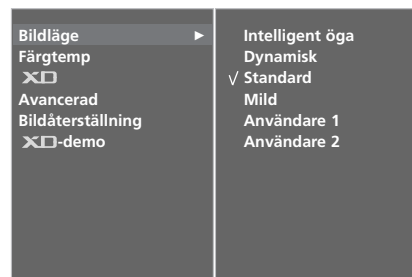 Bildläge ►
Färgtemp
XD
Avancerad
Bildåterställning
XD-demo
Intelligent öga
Dynamisk
√ Standard
Mild
Användare 1
Användare 2